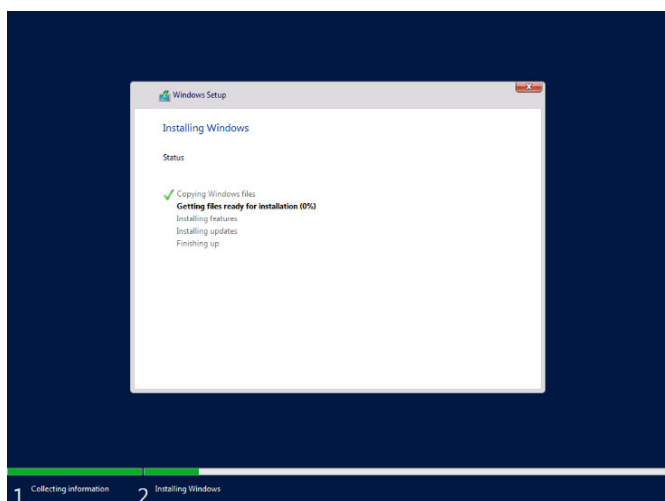 Windows Setup
Installing Windows
Status
Copying Windows files
Getting files ready for installation (0%)
Installing features
Installing updates
Finishing up
1 Collecting information
2 Installing Windows